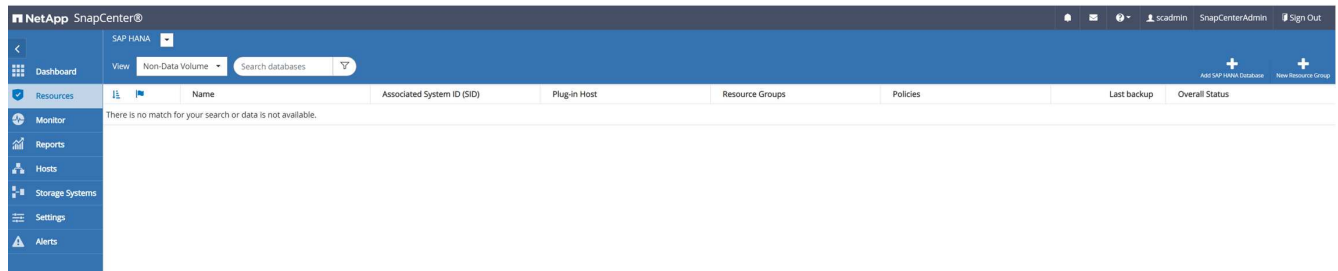 NetApp SnapCenter®
scadmin SnapCenterAdmin Sign Out
SAP HANA
View Non-Data Volume Search databases
Add SAP HANA Database New Resource Group
Dashboard
Resources
Monitor
Reports
Hosts
Storage Systems
Settings
Alerts
Name Associated System ID (SID) Plug-in Host Resource Groups Policies Last backup Overall Status
There is no match for your search or data is not available.